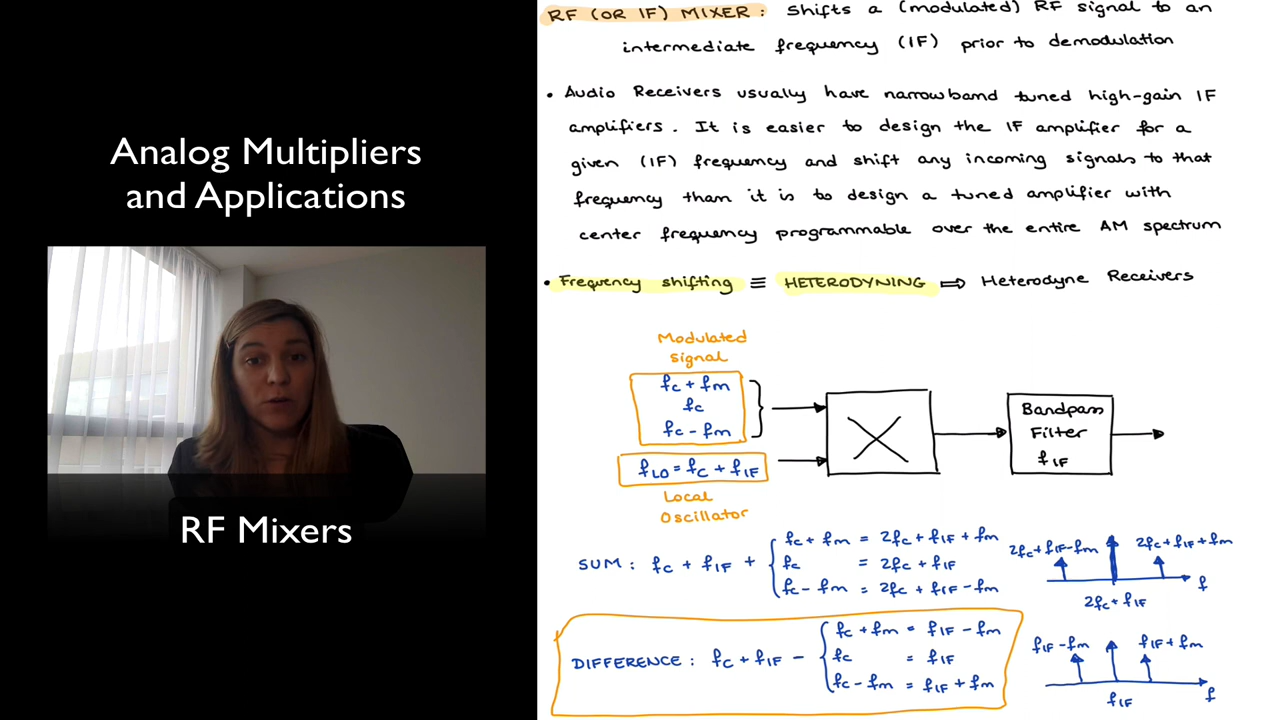 Analog Multipliers
and Applications
RF Mixers
RF (OR IF) MIXER: Shifts a (modulated) RF signal to an
intermediate frequency (IF) prior to demodulation
• Audio Receivers usually have narrowband tuned high-gain IF
amplifiers. It is easier to design the IF amplifier for a
given (IF) frequency and shift any incoming signals to that
frequency than it is to design a tuned amplifier with
center frequency programmable over the entire AM spectrum
• Frequency shifting ≡ HETERODYNING ⟹ Heterodyne Receivers
Modulated
signal
fc + fm
fc
fc - fm
fLO = fc + fIF
Local
Oscillator
Bandpass
Filter
fIF
SUM: fc + fIF +
fc + fm = 2fc + fIF + fm
fc = 2fc + fIF
fc - fm = 2fc + fIF - fm
2fc + fIF - fm
2fc + fIF + fm
f
2fc + fIF
DIFFERENCE: fc + fIF -
fc + fm = fIF - fm
fc = fIF
fc - fm = fIF + fm
fIF - fm
fIF + fm
f
fIF